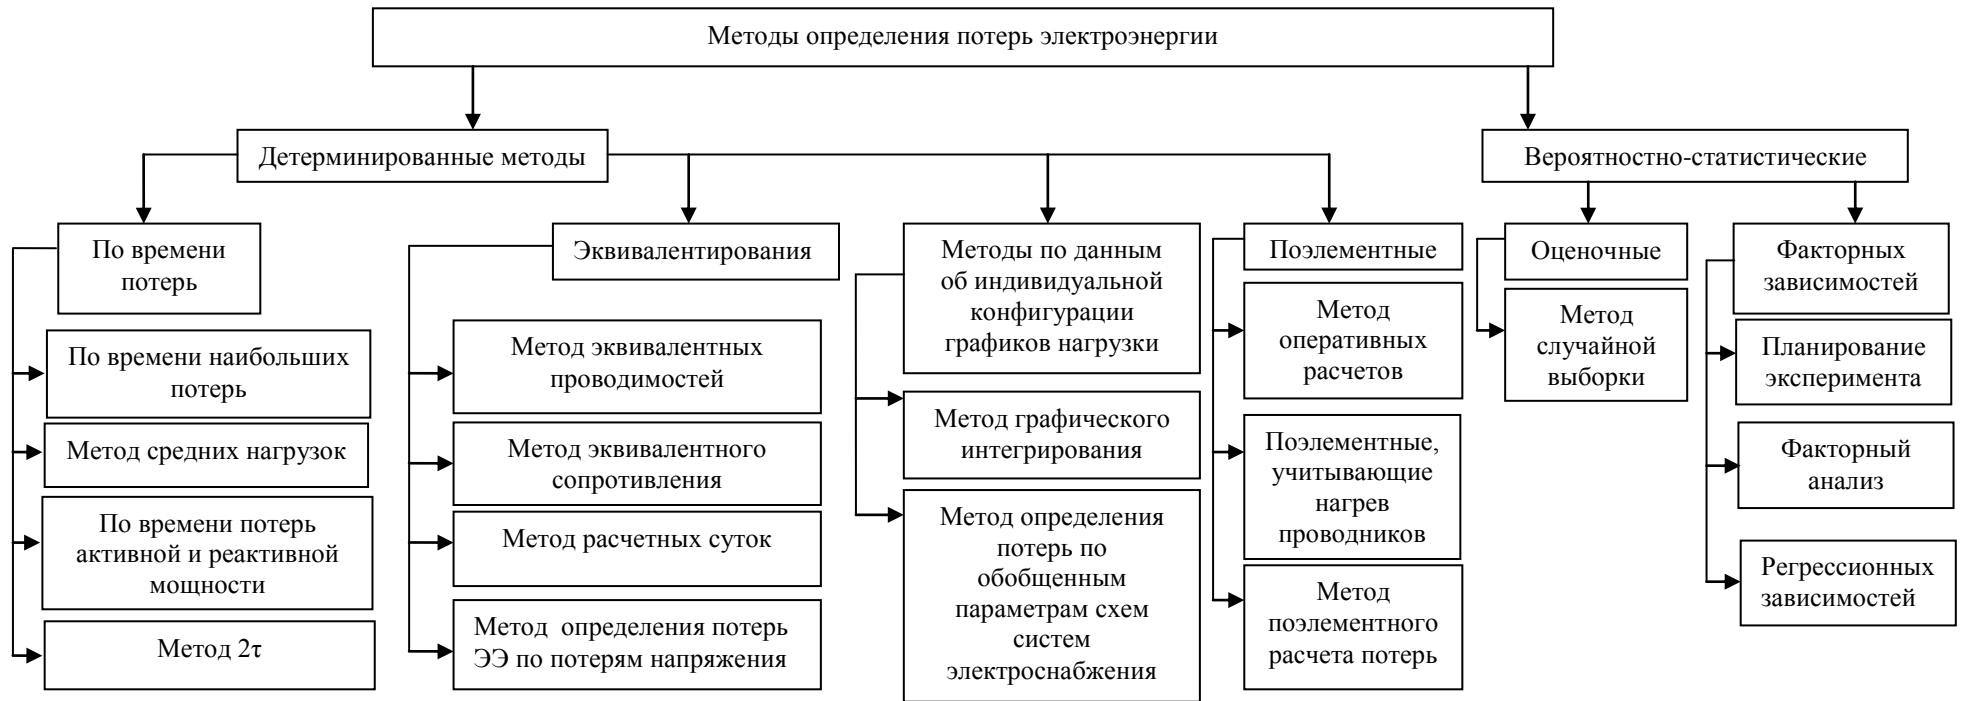 Методы определения потерь электроэнергии
Детерминированные методы
Вероятностно-статистические
По времени
потерь
По времени наибольших
потерь
Метод средних нагрузок
По времени потерь
активной и реактивной
мощности
Метод 2τ
Эквивалентирования
Метод эквивалентных
проводимостей
Метод эквивалентного
сопротивления
Метод расчетных суток
Метод определения потерь
ЭЭ по потерям напряжения
Методы по данным
об индивидуальной
конфигурации
графиков нагрузки
Метод графического
интегрирования
Метод определения
потерь по
обобщенным
параметрам схем
систем
электроснабжения
Поэлементные
Метод
оперативных
расчетов
Поэлементные,
учитывающие
нагрев
проводников
Метод
поэлементного
расчета потерь
Оценочные
Метод
случайной
выборки
Факторных
зависимостей
Планирование
эксперимента
Факторный
анализ
Регрессионных
зависимостей